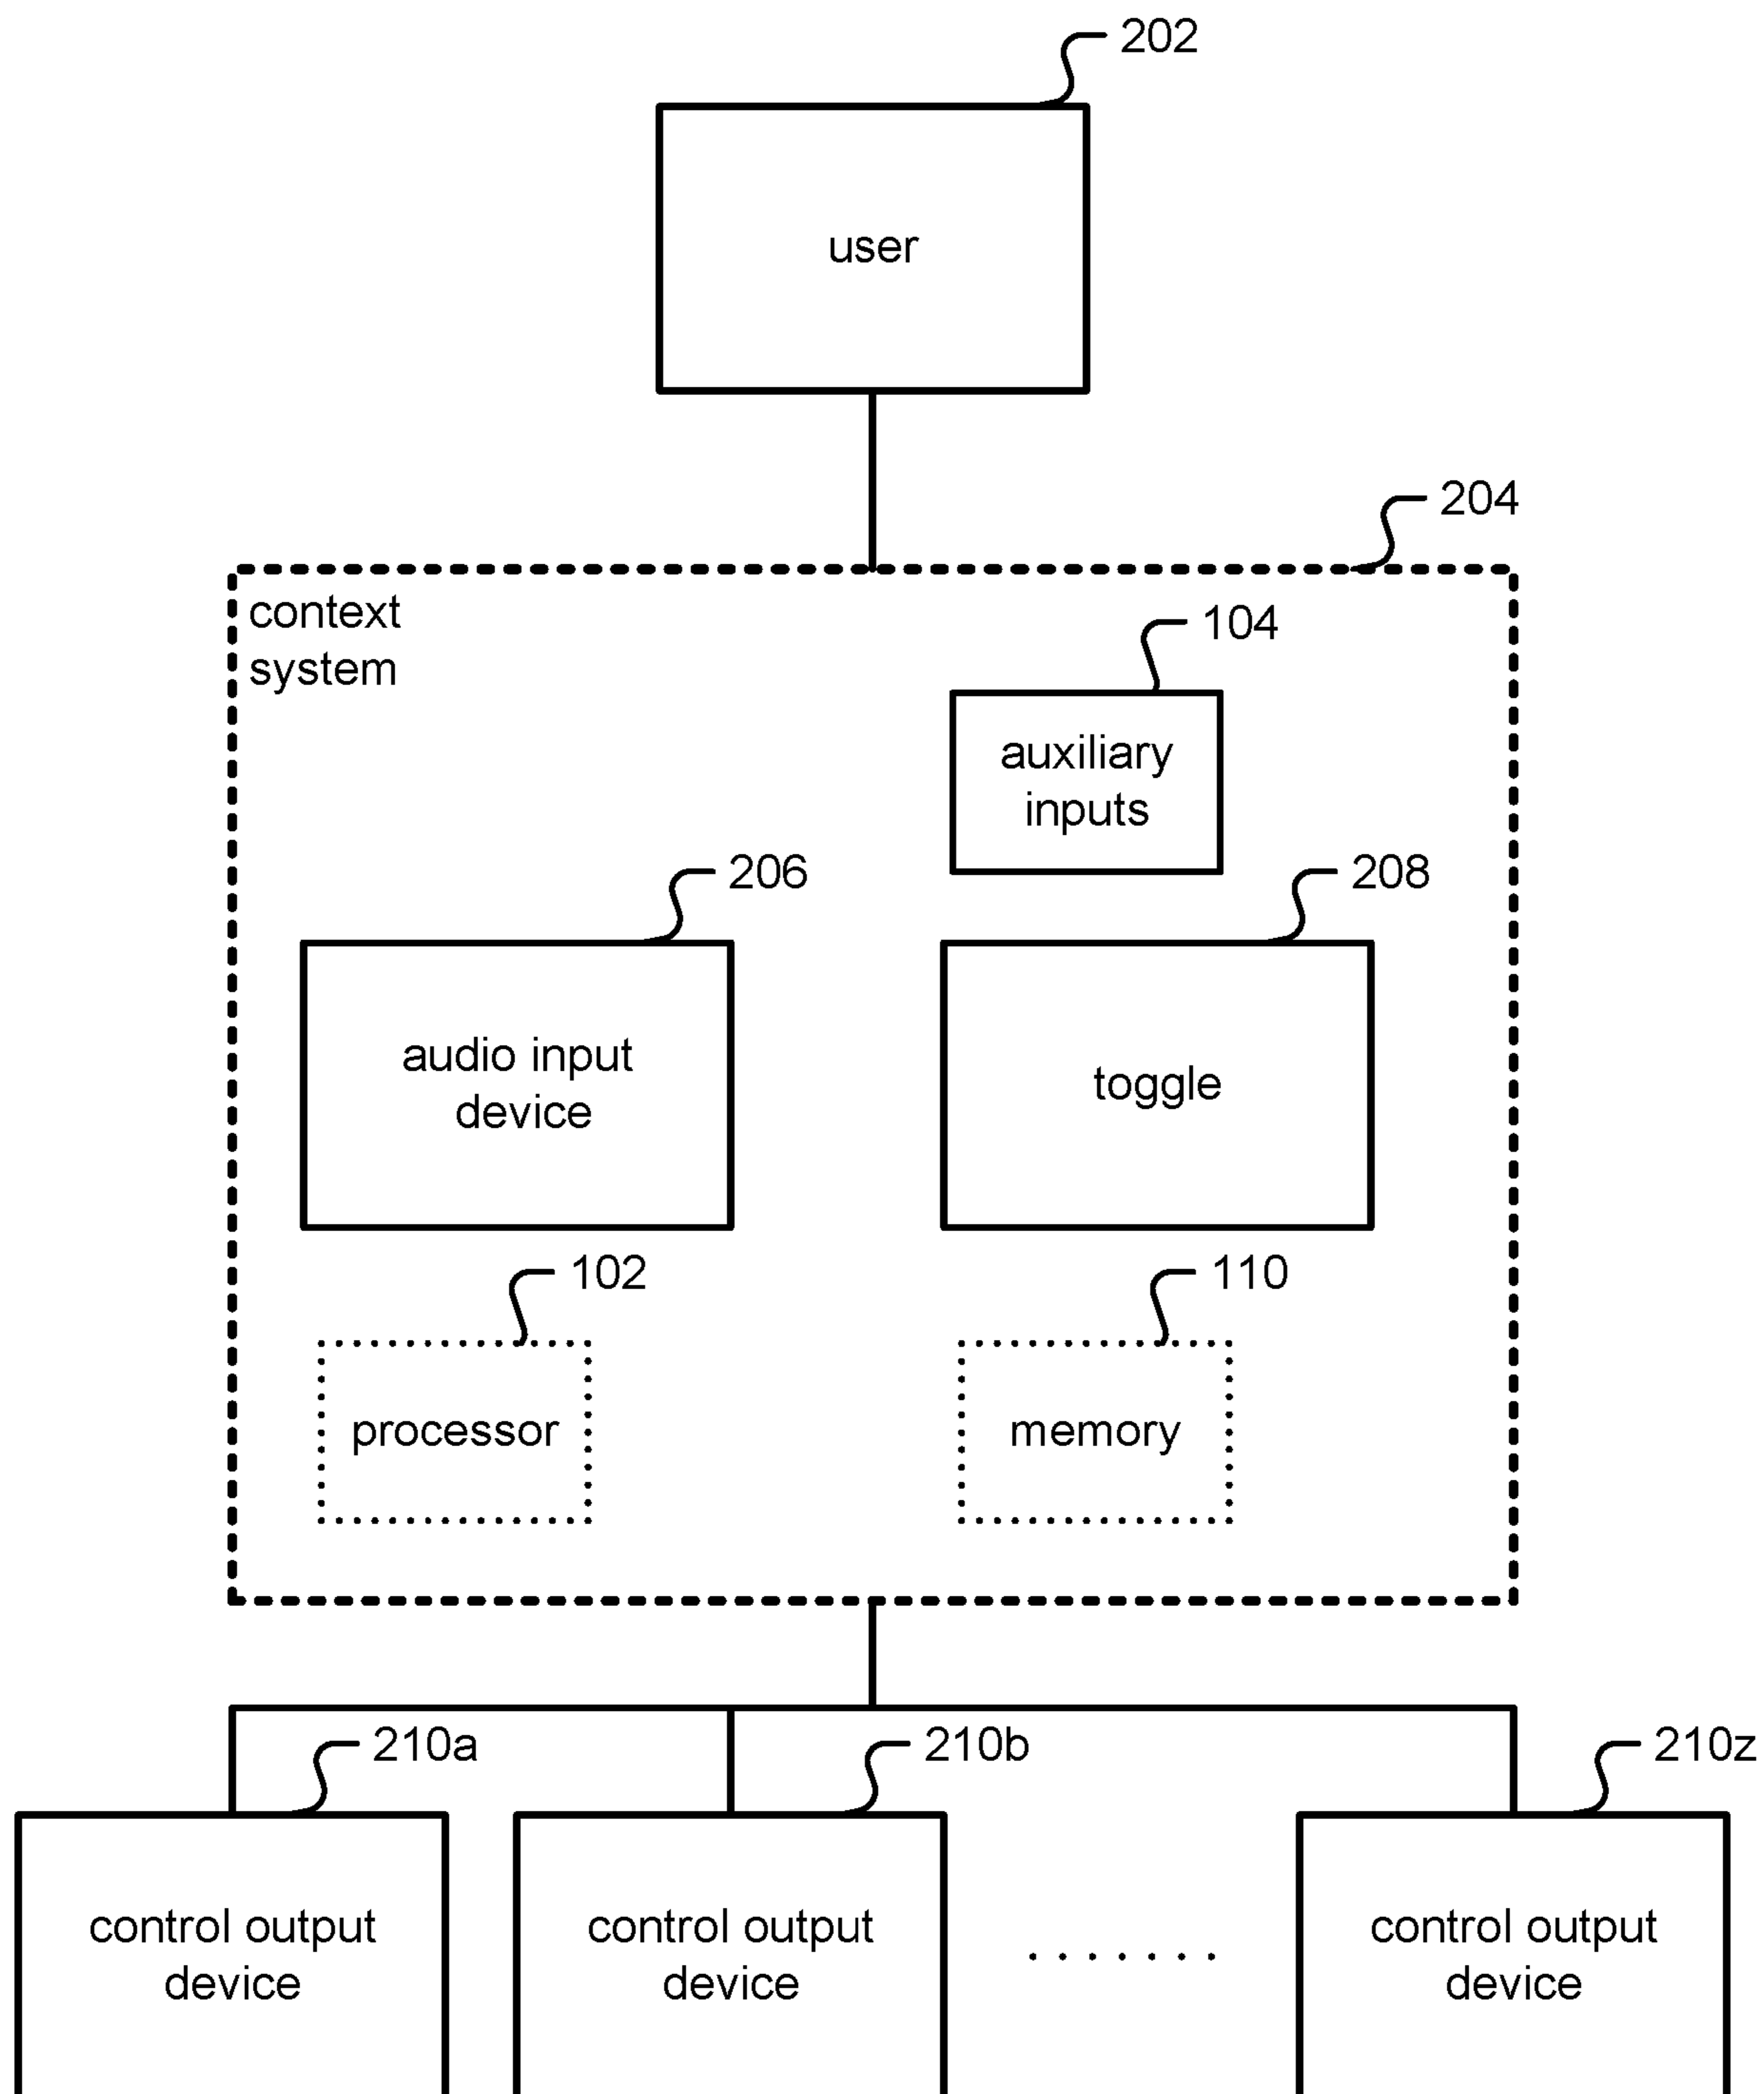 202
user
204
context
system
104
auxiliary
inputs
206
208
audio input
device
toggle
102
110
processor
memory
210a
210b
210z
control output
device
control output
device
. . . . . . .
control output
device